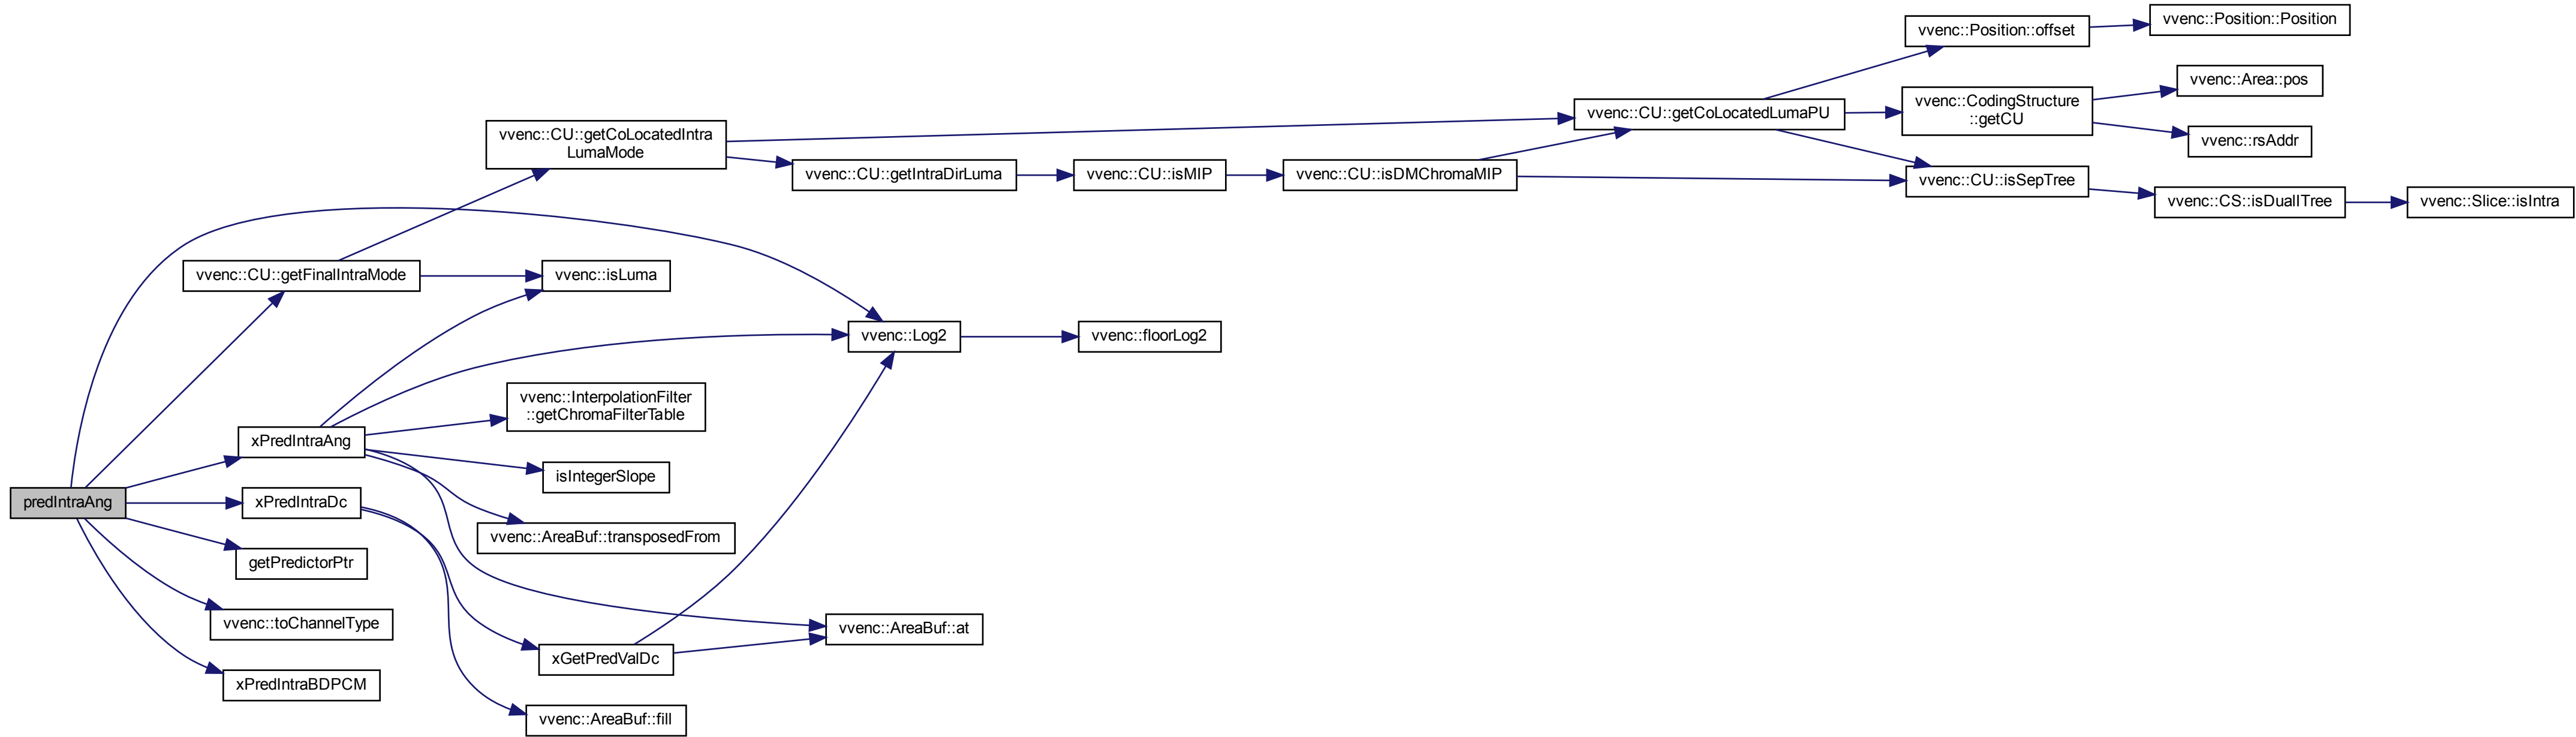 predIntraAng
vvenc::CU::getFinalIntraMode
xPredIntraAng
xPredIntraDc
getPredictorPtr
vvenc::toChannelType
xPredIntraBDPCM
vvenc::CU::getCoLocatedIntra
LumaMode
vvenc::isLuma
vvenc::InterpolationFilter
::getChromaFilterTable
isIntegerSlope
vvenc::AreaBuf::transposedFrom
xGetPredValDc
vvenc::AreaBuf::fill
vvenc::CU::getIntraDirLuma
vvenc::Log2
vvenc::AreaBuf::at
vvenc::CU::isMIP
vvenc::floorLog2
vvenc::CU::isDMChromaMIP
vvenc::CU::getCoLocatedLumaPU
vvenc::Position::offset
vvenc::CodingStructure
::getCU
vvenc::CU::isSepTree
vvenc::Position::Position
vvenc::Area::pos
vvenc::rsAddr
vvenc::CS::isDualITree
vvenc::Slice::isIntra